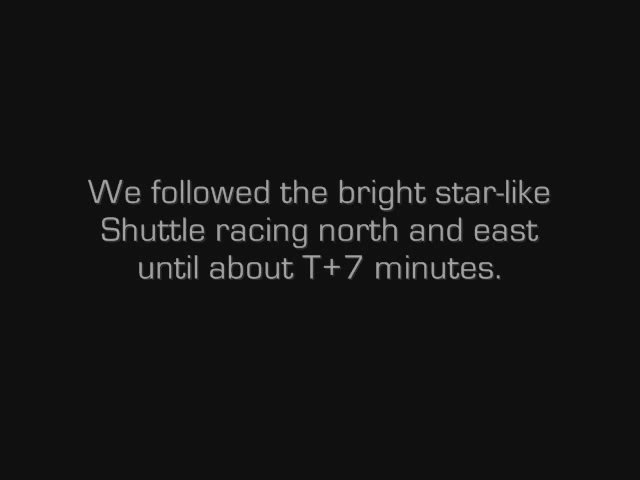 We followed the bright star-like
Shuttle racing north and east
until about T+7 minutes.